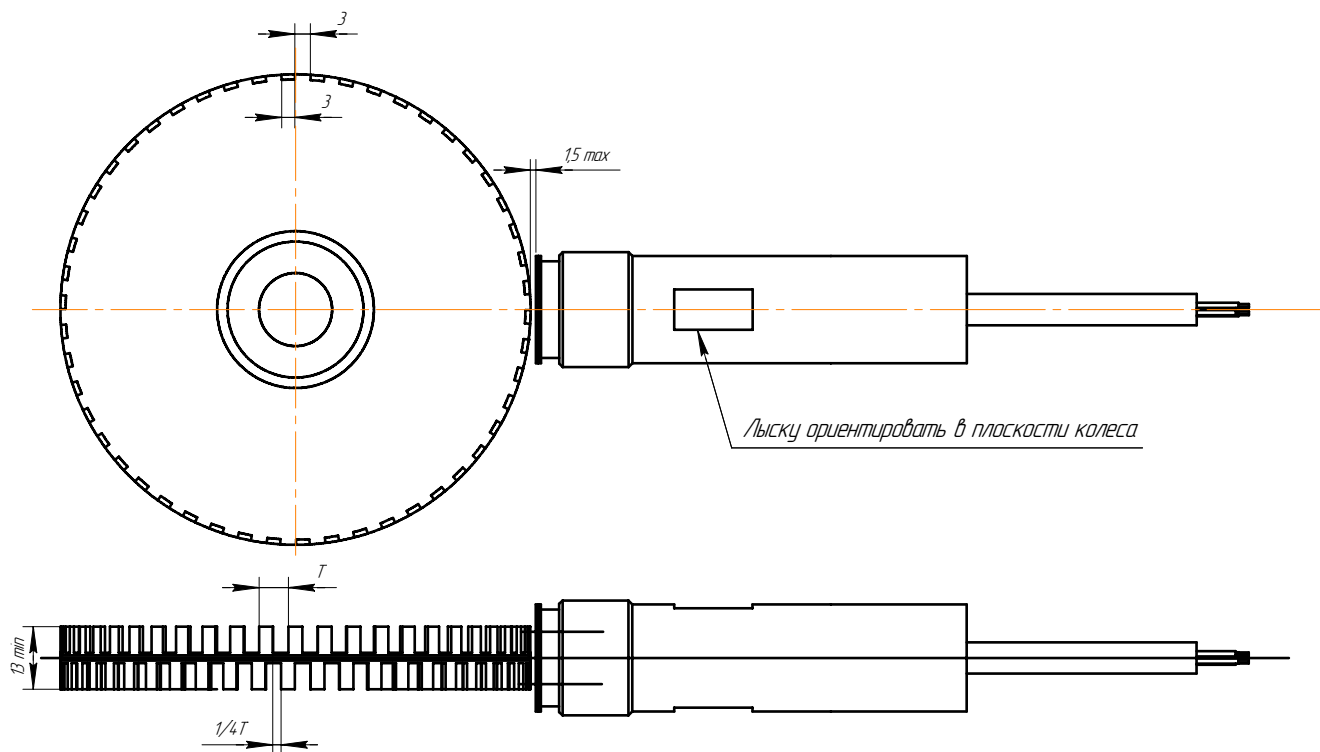 3
3
1,5 max
Лыску ориентировать в плоскости колеса
T
13 min
1/4T